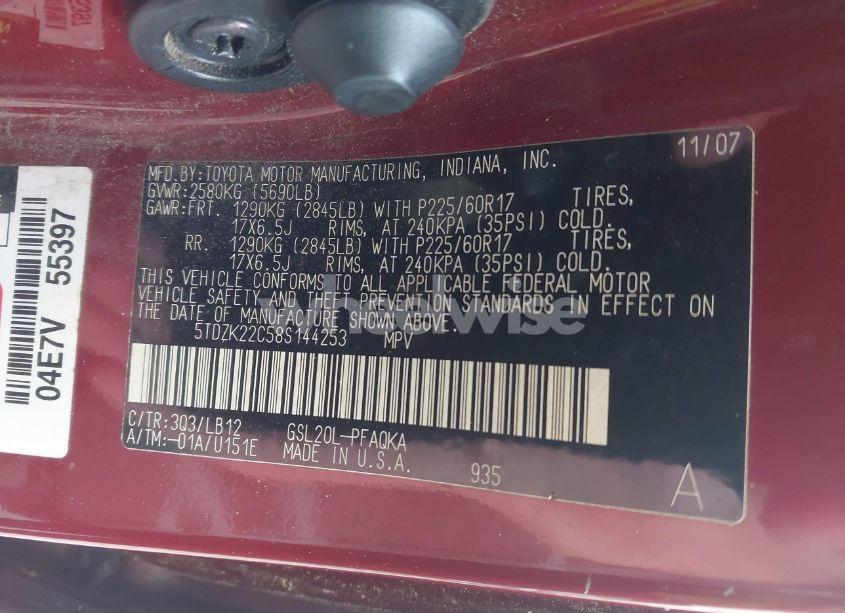 11/07
MFD.BY:TOYOTA MOTOR MANUFACTURING, INDIANA, INC.
GVWR:2580KG (5690LB)
GAWR:FRT. 1290KG (2845LB) WITH P225/60R17 TIRES,
17X6.5J RIMS, AT 240KPA (35PSI) COLD.
RR. 1290KG (2845LB) WITH P225/60R17 TIRES,
17X6.5J RIMS, AT 240KPA (35PSI) COLD.
THIS VEHICLE CONFORMS TO ALL APPLICABLE FEDERAL MOTOR
VEHICLE SAFETY AND THEFT PREVENTION STANDARDS IN EFFECT ON
THE DATE OF MANUFACTURE SHOWN ABOVE.
5TDZK22C58S144253 MPV
C/TR:3Q3/LB12 GSL20L-PFAQKA
A/TM:-01A/U151E MADE IN U.S.A. 935
A
04E7V 55397
wheelwise